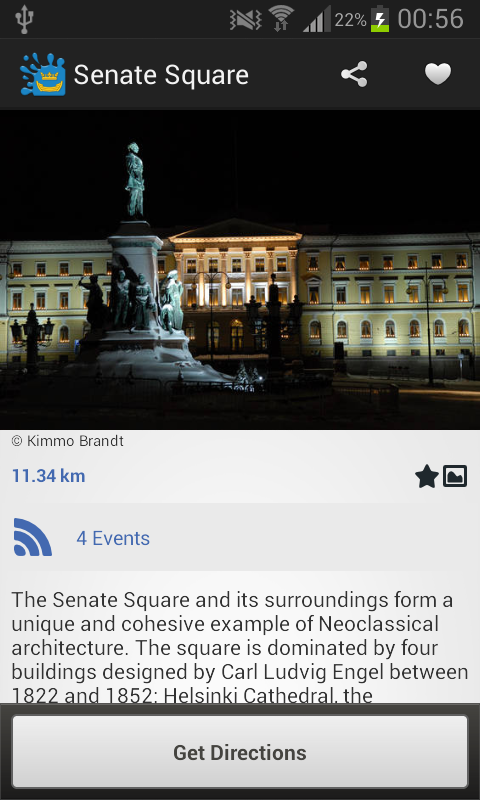 22% 00:56
Senate Square
© Kimmo Brandt
11.34 km
4 Events
The Senate Square and its surroundings form a
unique and cohesive example of Neoclassical
architecture. The square is dominated by four
buildings designed by Carl Ludvig Engel between
1822 and 1852: Helsinki Cathedral, the
Get Directions